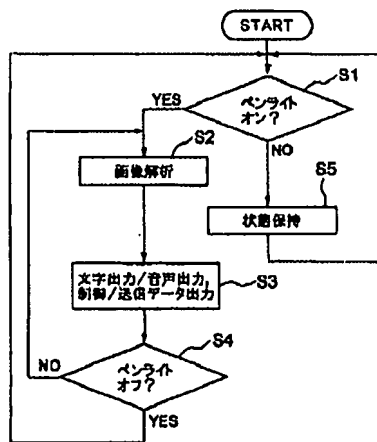 START
S1
YES
ペンライト
オン?
S2
NO
画像解析
S5
状態保持
文字出力/音声出力,
制御/送信データ出力
S3
S4
NO
ペンライト
オフ?
YES